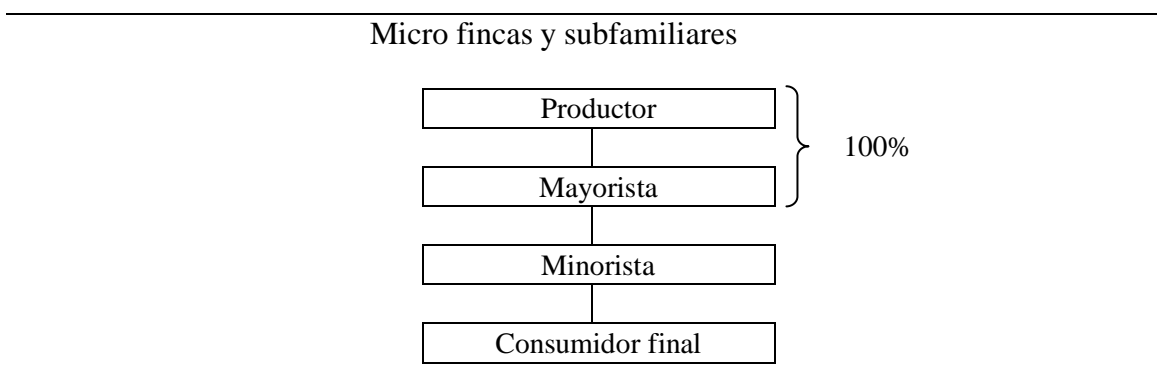 Micro fincas y subfamiliares
Productor
100%
Mayorista
Minorista
Consumidor final